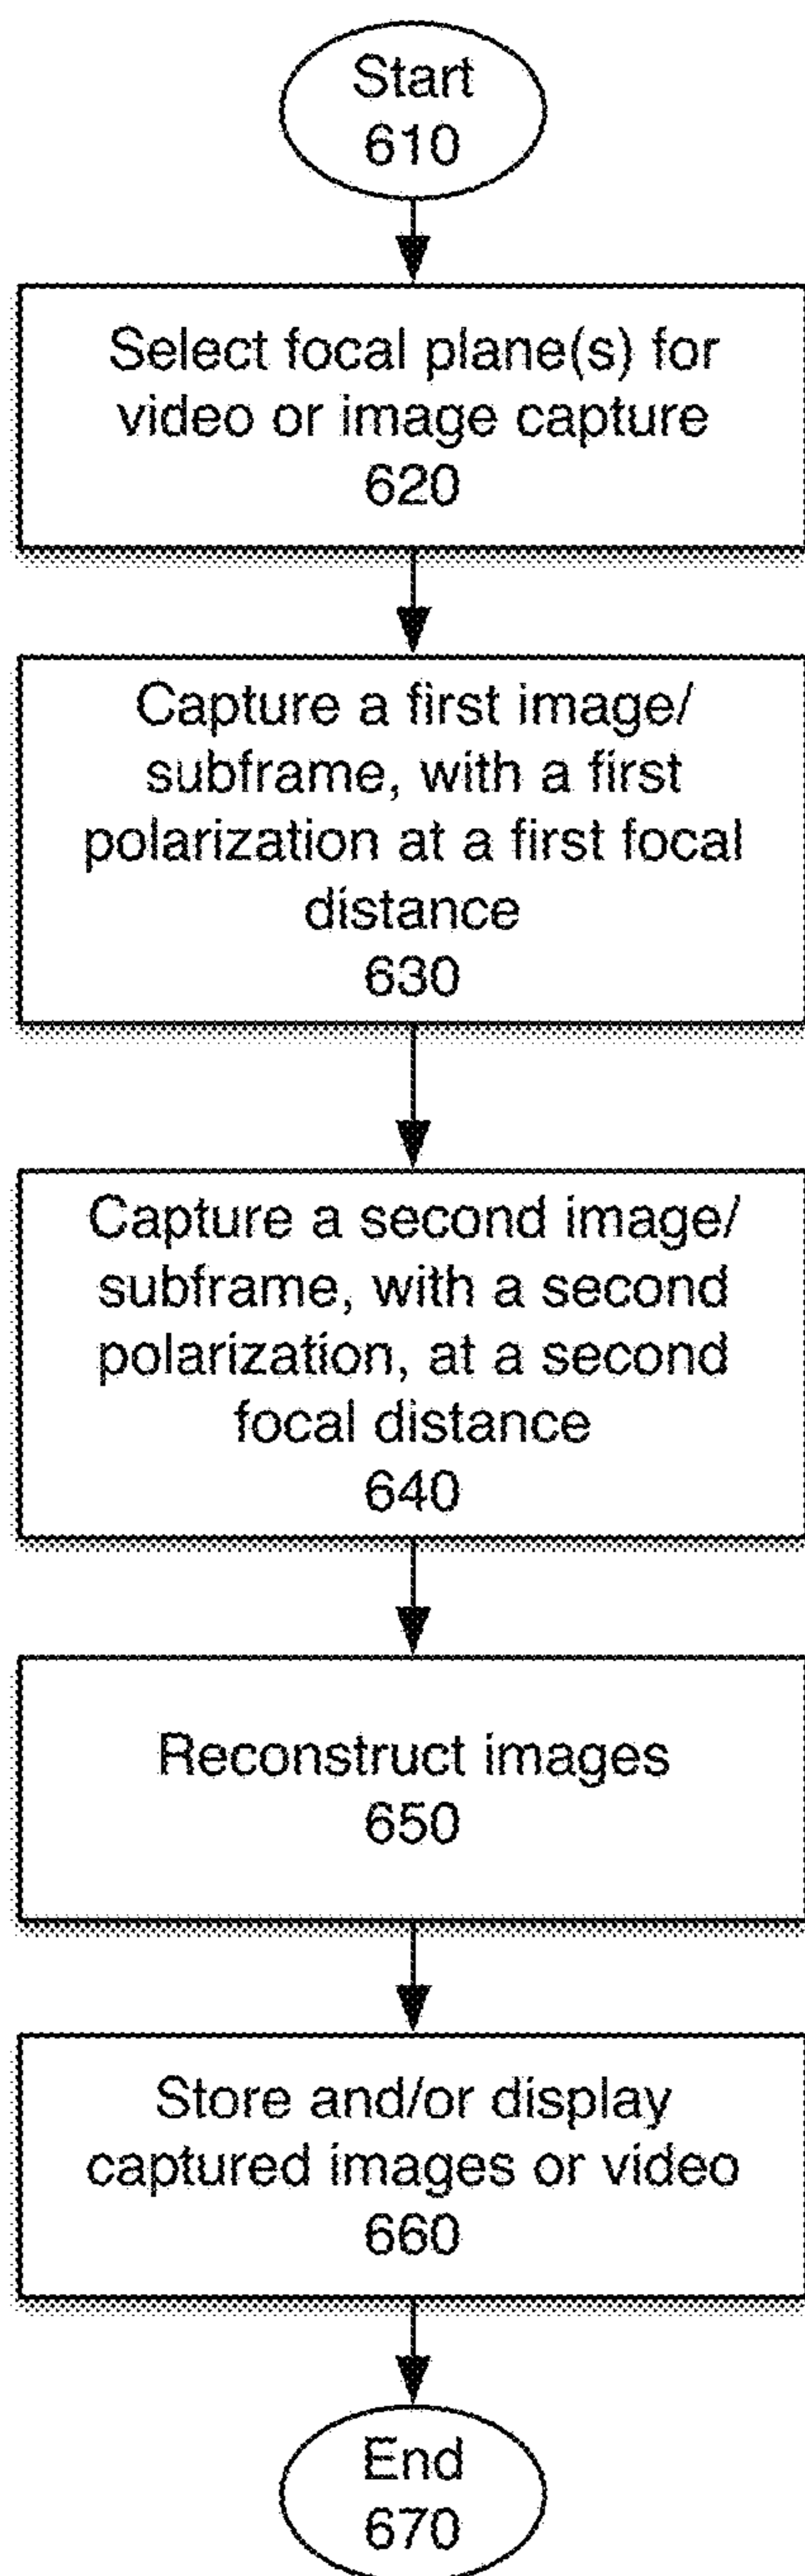 Start
610
Select focal plane(s) for
video or image capture
620
Capture a first image/
subframe, with a first
polarization at a first focal
distance
630
Capture a second image/
subframe, with a second
polarization, at a second
focal distance
640
Reconstruct images
650
Store and/or display
captured images or video
660
End
670